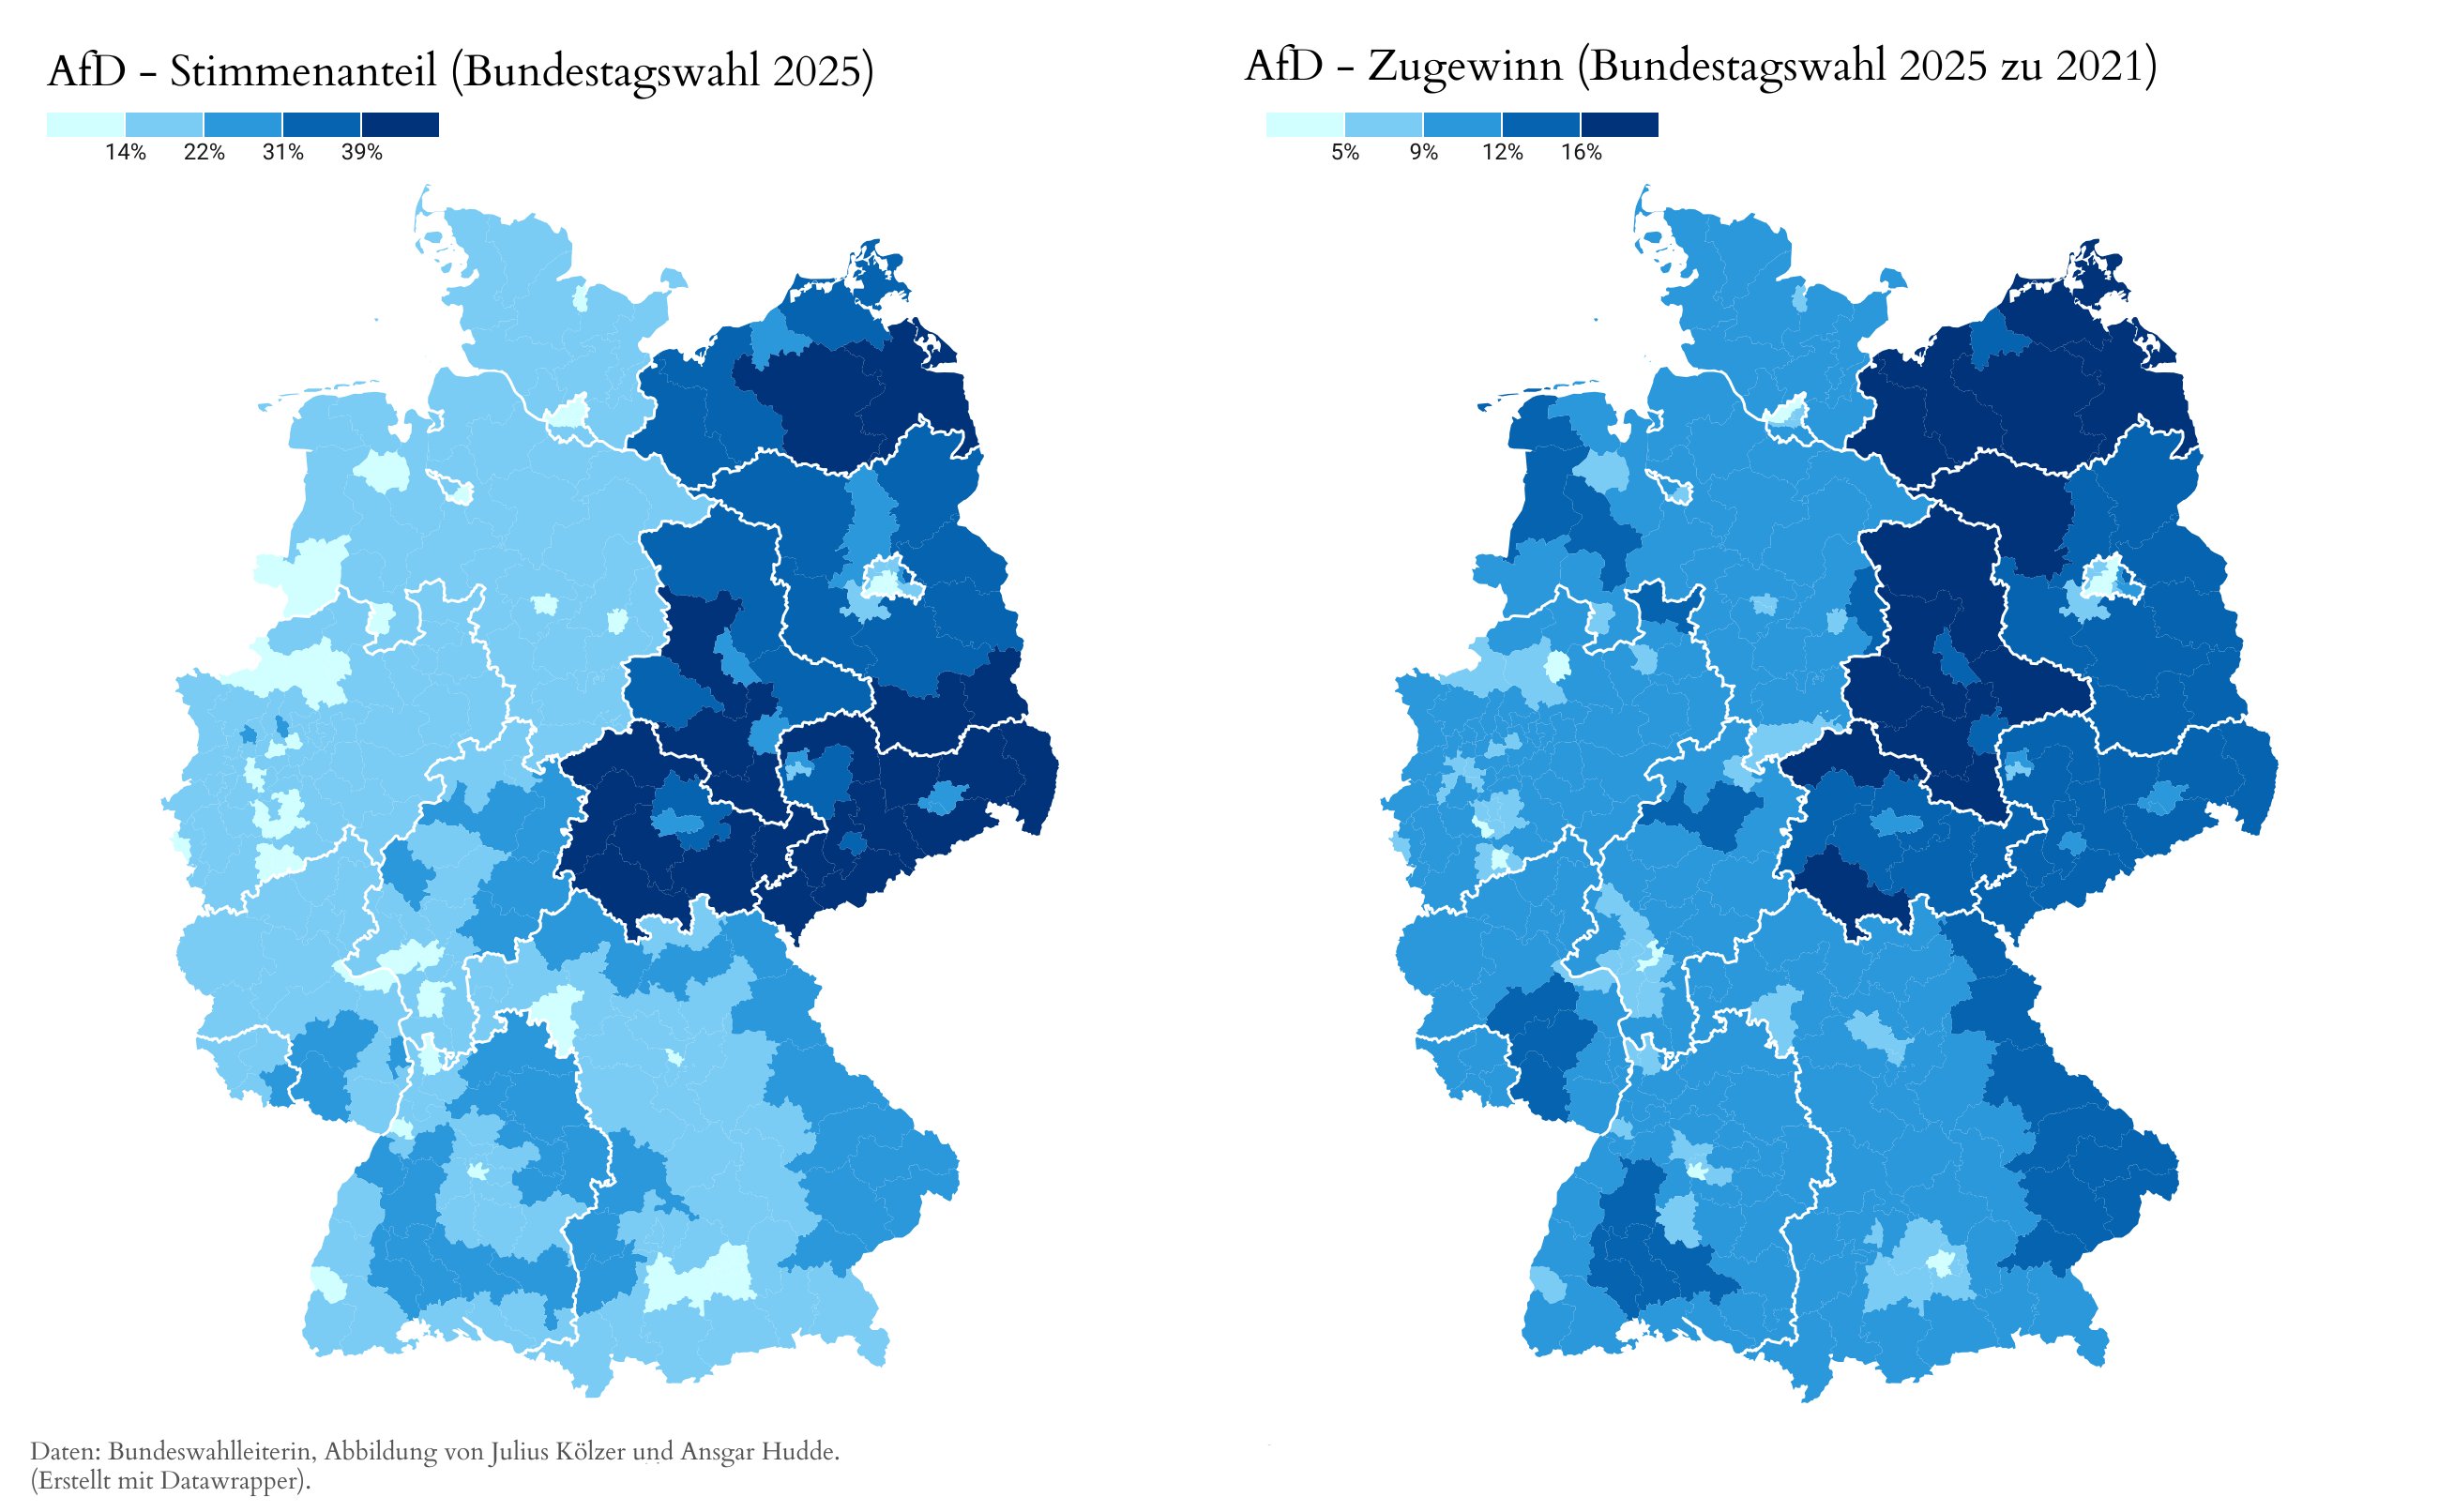 AfD - Stimmenanteil (Bundestagswahl 2025)
14% 22% 31% 39%
AfD - Zugewinn (Bundestagswahl 2025 zu 2021)
5% 9% 12% 16%
Daten: Bundeswahlleiterin, Abbildung von Julius Kölzer und Ansgar Hudde.
(Erstellt mit Datawrapper).